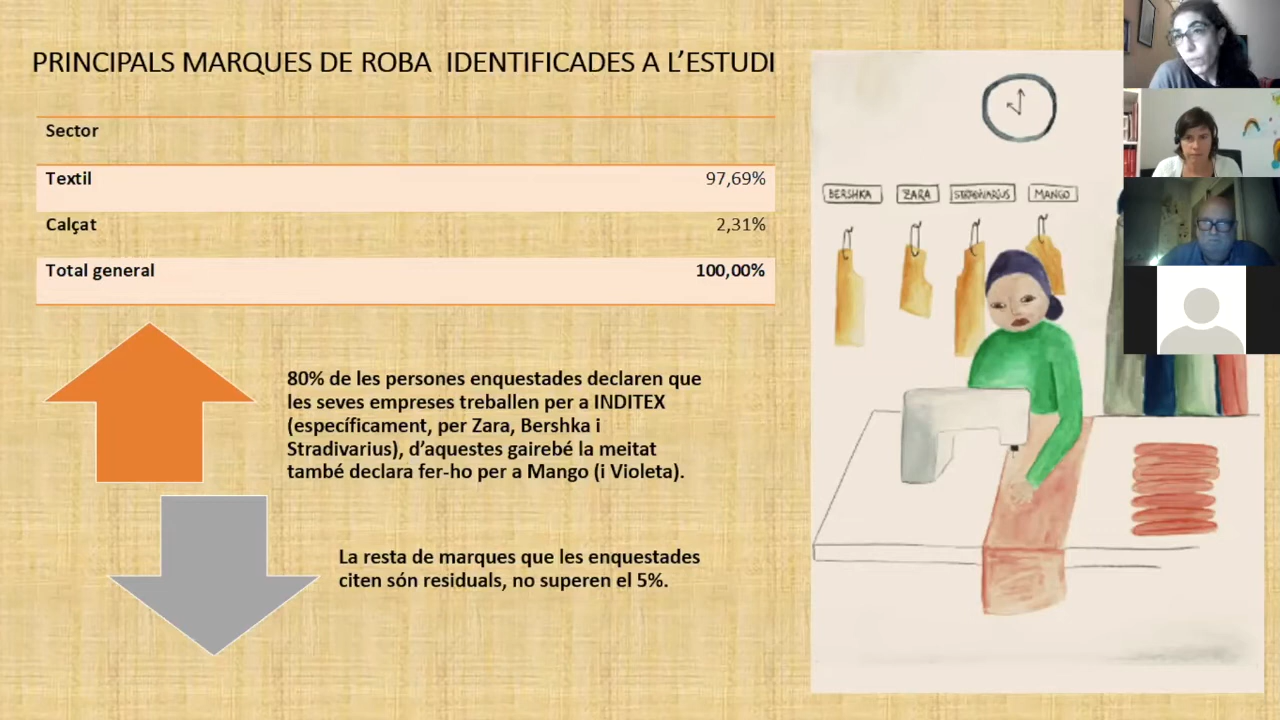 PRINCIPALS MARQUES DE ROBA IDENTIFICADES A L'ESTUDI
Sector
Textil 97,69%
Calçat 2,31%
Total general 100,00%
80% de les persones enquestades declaren que
les seves empreses treballen per a INDITEX
(específicament, per Zara, Bershka i
Stradivarius), d'aquestes gairebé la meitat
també declara fer-ho per a Mango (i Violeta).
La resta de marques que les enquestades
citen són residuals, no superen el 5%.
BERSHKA ZARA STRADIVARIUS MANGO